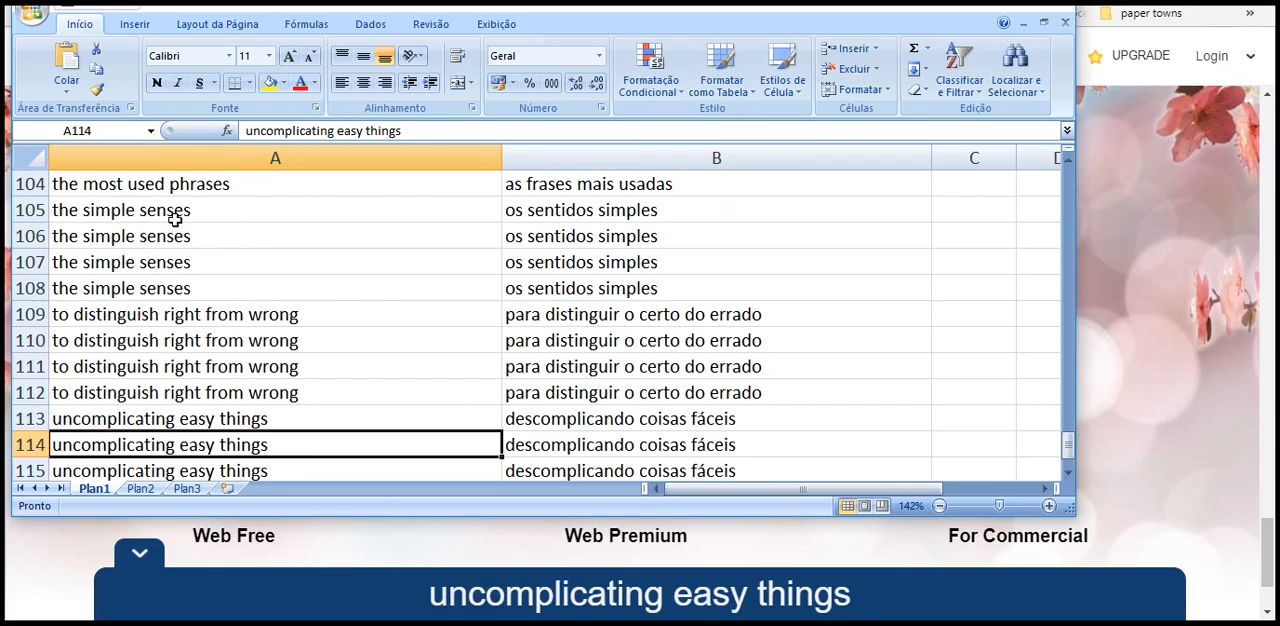 paper towns »
UPGRADE Login
Início Inserir Layout da Página Fórmulas Dados Revisão Exibição
Colar
Calibri 11 A A
N I S A
Geral
% 000
Formatação Condicional
Formatar como Tabela
Estilos de Célula
Inserir
Excluir
Formatar
Σ
Classificar e Filtrar
Localizar e Selecionar
Área de Transferência Fonte Alinhamento Número Estilo Células Edição
A114 fx uncomplicating easy things
A B C D
104 the most used phrases as frases mais usadas
105 the simple senses os sentidos simples
106 the simple senses os sentidos simples
107 the simple senses os sentidos simples
108 the simple senses os sentidos simples
109 to distinguish right from wrong para distinguir o certo do errado
110 to distinguish right from wrong para distinguir o certo do errado
111 to distinguish right from wrong para distinguir o certo do errado
112 to distinguish right from wrong para distinguir o certo do errado
113 uncomplicating easy things descomplicando coisas fáceis
114 uncomplicating easy things descomplicando coisas fáceis
115 uncomplicating easy things descomplicando coisas fáceis
Plan1 Plan2 Plan3
Pronto 142%
Web Free Web Premium For Commercial
uncomplicating easy things